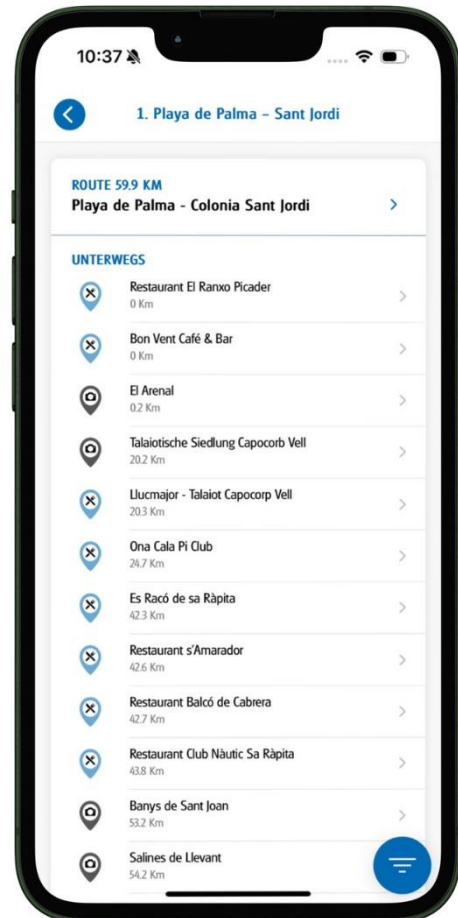 10:37
1. Playa de Palma – Sant Jordi
ROUTE 59.9 KM
Playa de Palma - Colonia Sant Jordi
UNTERWEGS
Restaurant El Ranxo Picader
0 Km
Bon Vent Café & Bar
0 Km
El Arenal
0.2 Km
Talaiotische Siedlung Capocorb Vell
20.2 Km
Llucmajor - Talaiot Capocorp Vell
20.3 Km
Ona Cala Pi Club
24.7 Km
Es Racó de sa Ràpita
42.3 Km
Restaurant s'Amarador
42.6 Km
Restaurant Balcó de Cabrera
42.7 Km
Restaurant Club Nàutic Sa Ràpita
43.8 Km
Banys de Sant Joan
53.2 Km
Salines de Llevant
54.2 Km